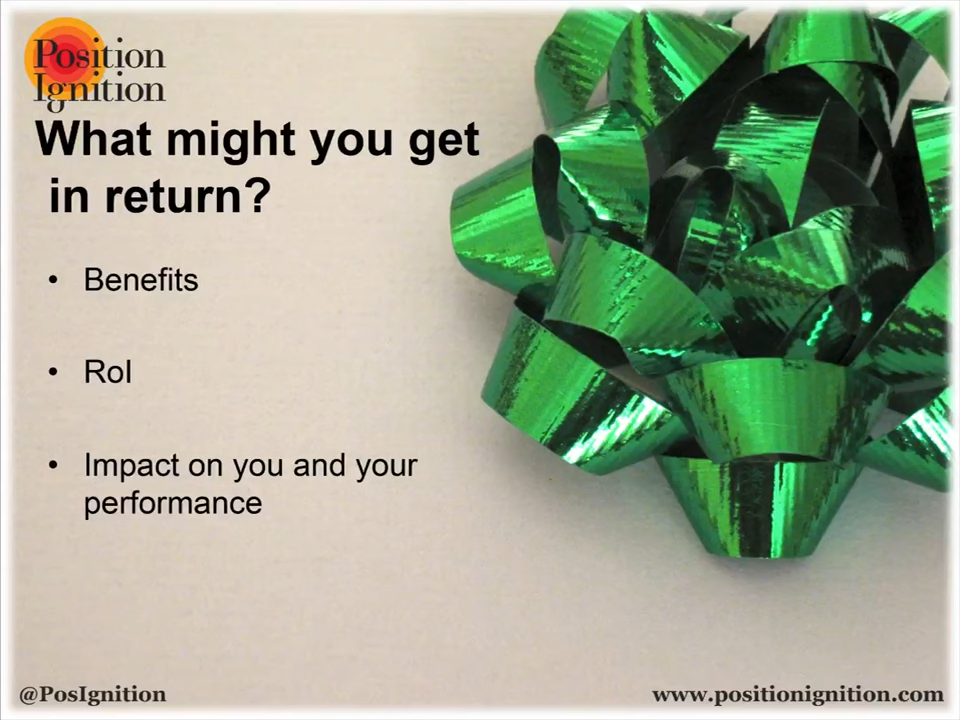 Position
Ignition
What might you get
in return?
• Benefits
• RoI
• Impact on you and your
performance
@PosIgnition
www.positionignition.com